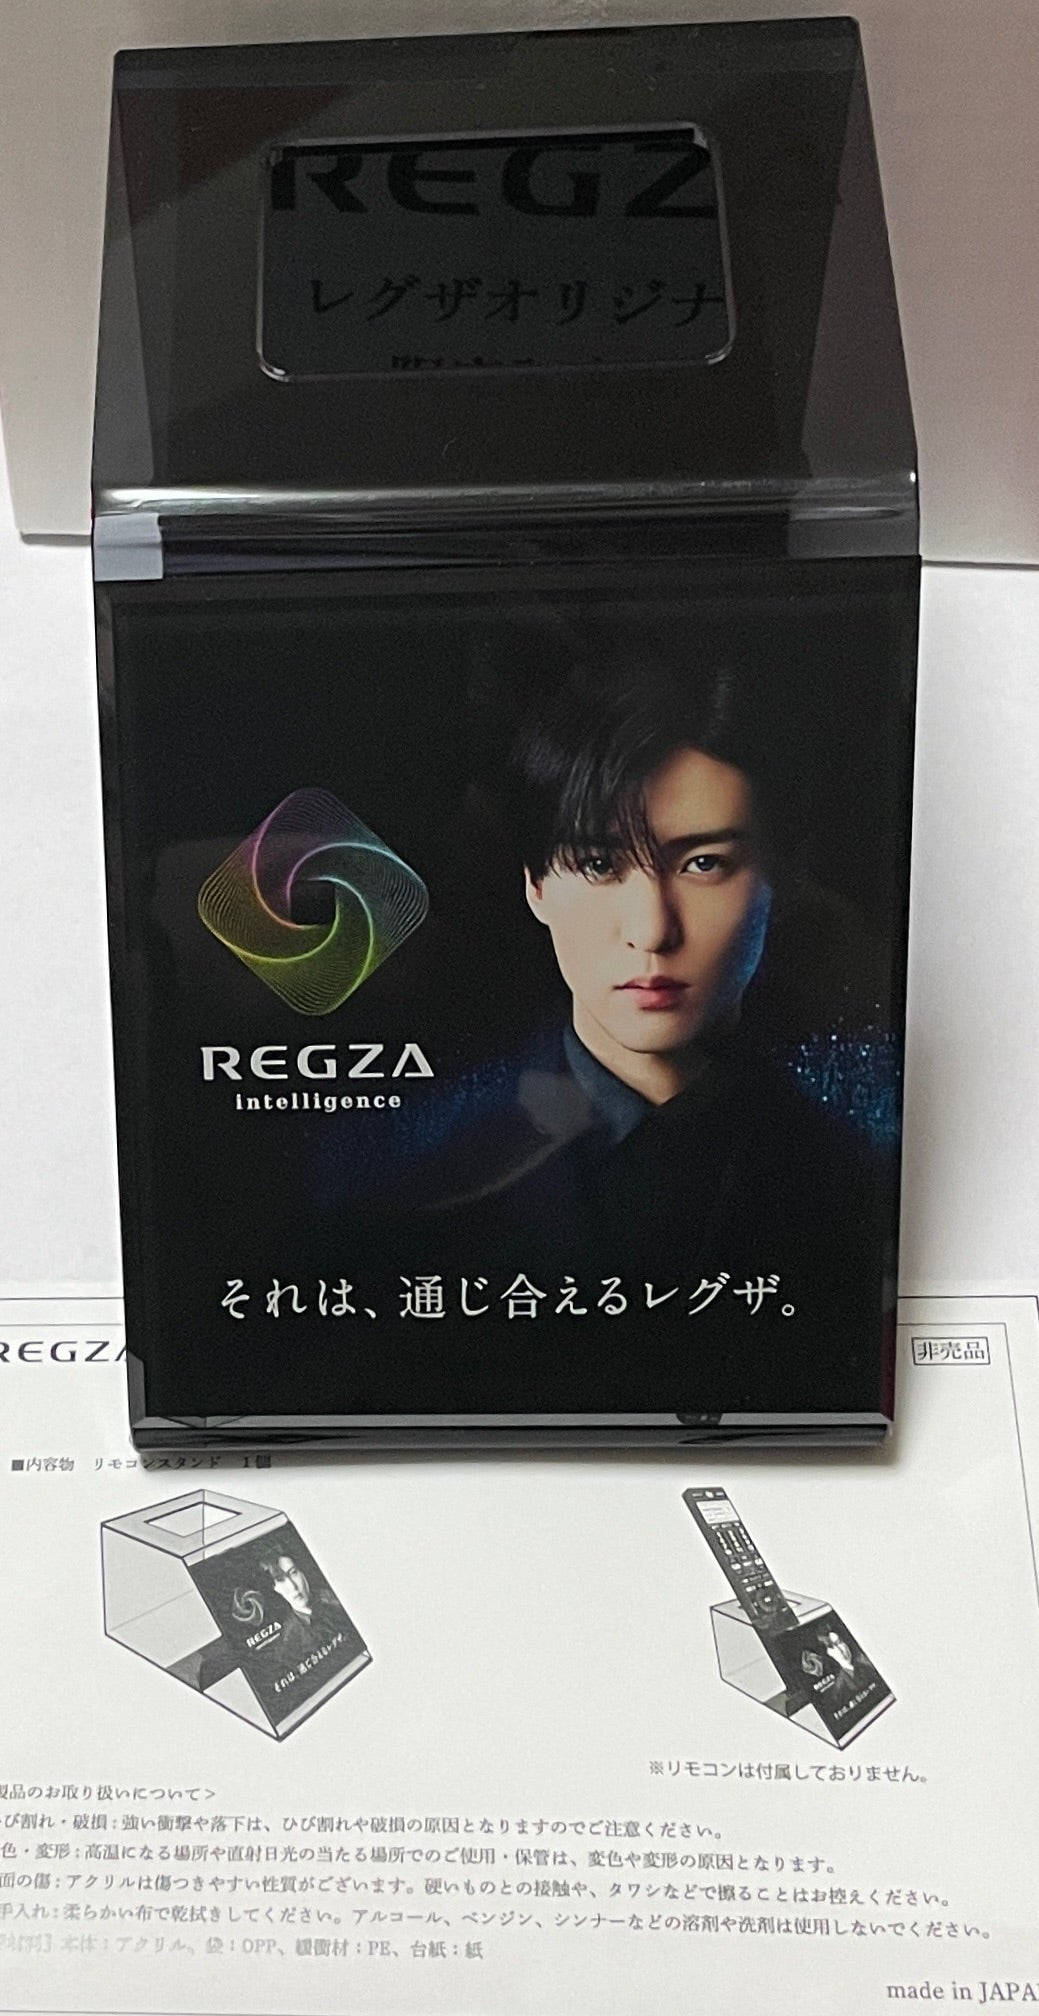 REGZ
レグザオリジナ
REGZA
intelligence
それは、通じ合えるレグザ。
REGZA
非売品
■内容物 リモコンスタンド 1個
REGZA
それは、通じ合えるレグザ。
REGZA
※リモコンは付属しておりません。
製品のお取り扱いについて>
ひび割れ・破損:強い衝撃や落下は、ひび割れや破損の原因となりますのでご注意ください。
色・変形:高温になる場所や直射日光の当たる場所でのご使用・保管は、変色や変形の原因となります。
面の傷:アクリルは傷つきやすい性質がございます。硬いものとの接触や、タワシなどで擦ることはお控えください。
手入れ:柔らかい布で乾拭きしてください。アルコール、ベンジン、シンナーなどの溶剤や洗剤は使用しないでください。
材料】本体:アクリル、袋:OPP、緩衝材:PE、台紙:紙
made in JAPA